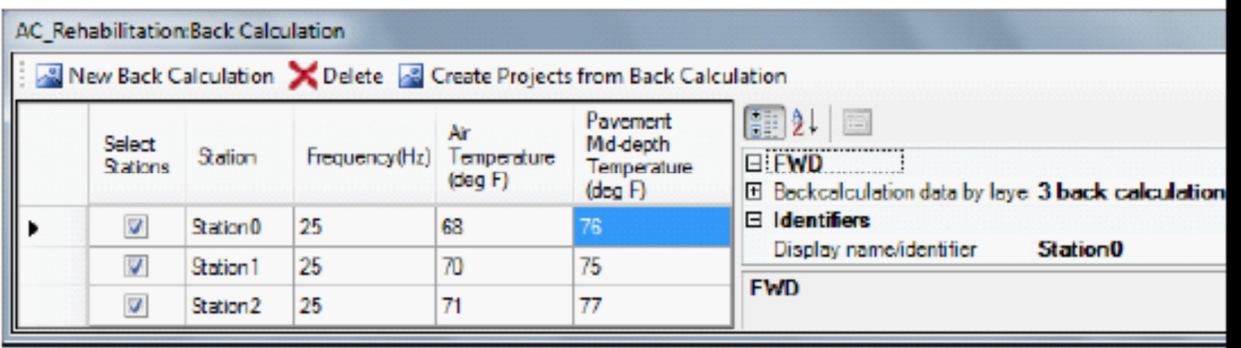 AC_Rehabilitation:Back Calculation
New Back Calculation Delete Create Projects from Back Calculation
Select Stations Station Frequency(Hz) Air Temperature (deg F) Pavement Mid-depth Temperature (deg F)
Station0 25 68 76
Station1 25 70 75
Station2 25 71 77
FWD
Backcalculation data by laye 3 back calculation
Identifiers
Display name/identifier Station0
FWD